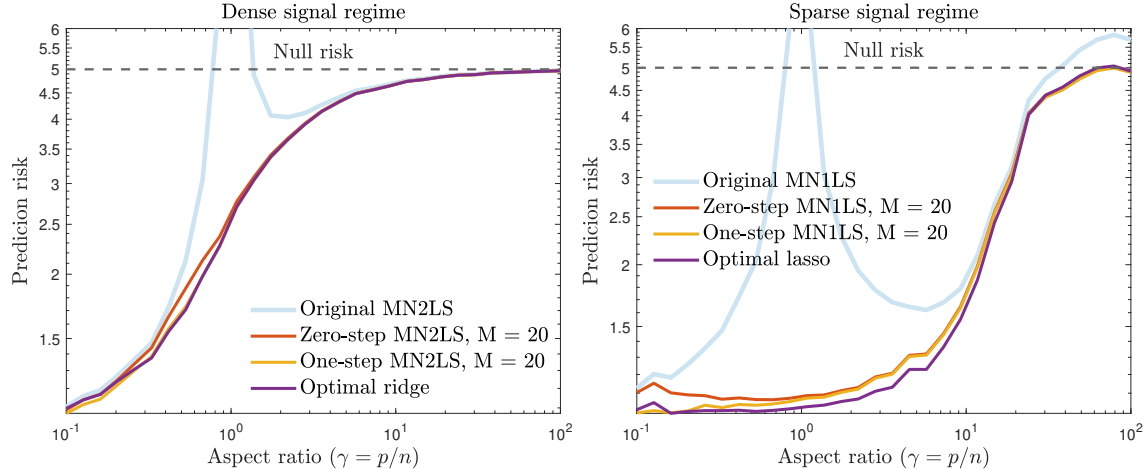 Dense signal regime
6
5.5
5
4.5
4
3.5
3
2.5
2
1.5
Predicion risk
Null risk
Original MN2LS
Zero-step MN2LS, M = 20
One-step MN2LS, M = 20
Optimal ridge
10^-1
10^0
10^1
10^2
Aspect ratio (γ = p/n)
Sparse signal regime
6
5.5
5
4.5
4
3.5
3
2.5
2
1.5
Predicion risk
Null risk
Original MN1LS
Zero-step MN1LS, M = 20
One-step MN1LS, M = 20
Optimal lasso
10^-1
10^0
10^1
10^2
Aspect ratio (γ = p/n)